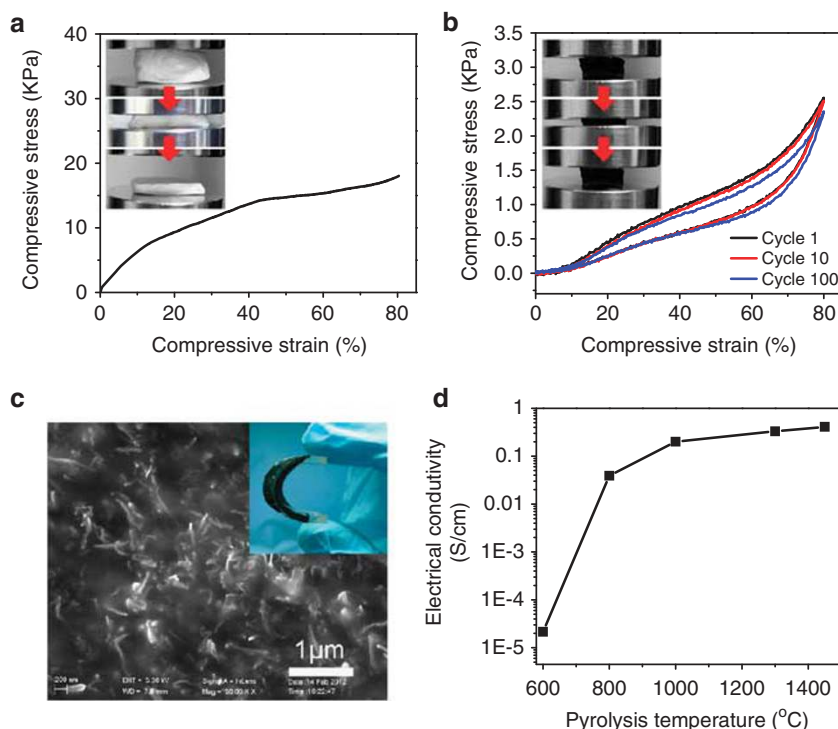 a
Compressive stress (KPa)
40
30
20
10
0
0 20 40 60 80
Compressive strain (%)
b
Compressive stress (KPa)
3.5
3.0
2.5
2.0
1.5
1.0
0.5
0.0
Cycle 1
Cycle 10
Cycle 100
0 20 40 60 80
Compressive strain (%)
c
1µm
200 nm
Mag =
d
Electrical condutivity
(S/cm)
1
0.1
0.01
1E-3
1E-4
1E-5
600 800 1000 1200 1400
Pyrolysis temperature (°C)